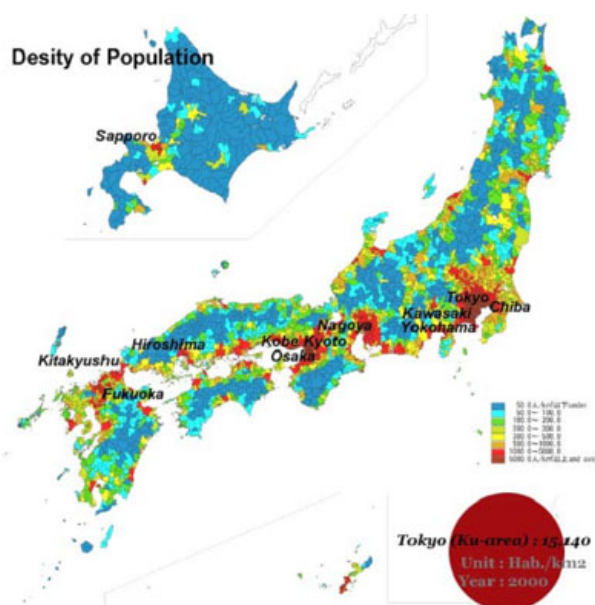 Desity of Population
Sapporo
Tokyo
Chiba
Kawasaki
Yokohama
Nagoya
Kobe Kyoto
Osaka
Hiroshima
Kitakyushu
Fukuoka
Tokyo (Ku-area) : 15,140
Unit : Hab./km2
Year : 2000